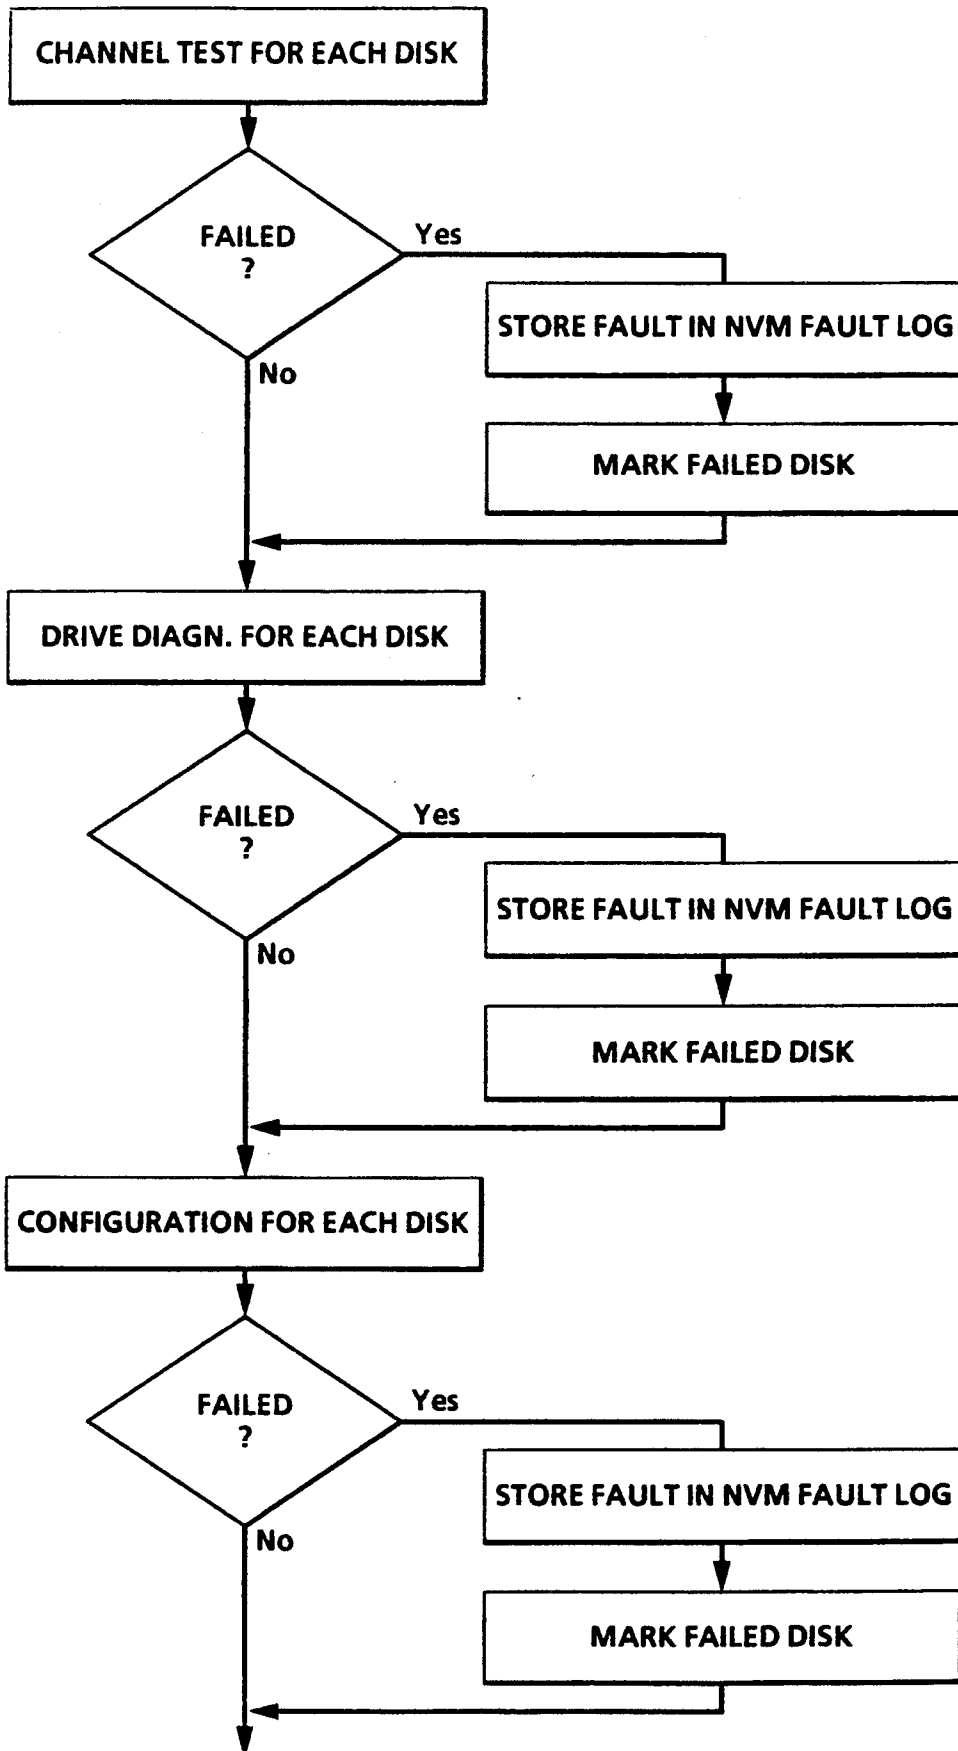 CHANNEL TEST FOR EACH DISK
FAILED
?
Yes
No
STORE FAULT IN NVM FAULT LOG
MARK FAILED DISK
DRIVE DIAGN. FOR EACH DISK
FAILED
?
Yes
No
STORE FAULT IN NVM FAULT LOG
MARK FAILED DISK
CONFIGURATION FOR EACH DISK
FAILED
?
Yes
No
STORE FAULT IN NVM FAULT LOG
MARK FAILED DISK